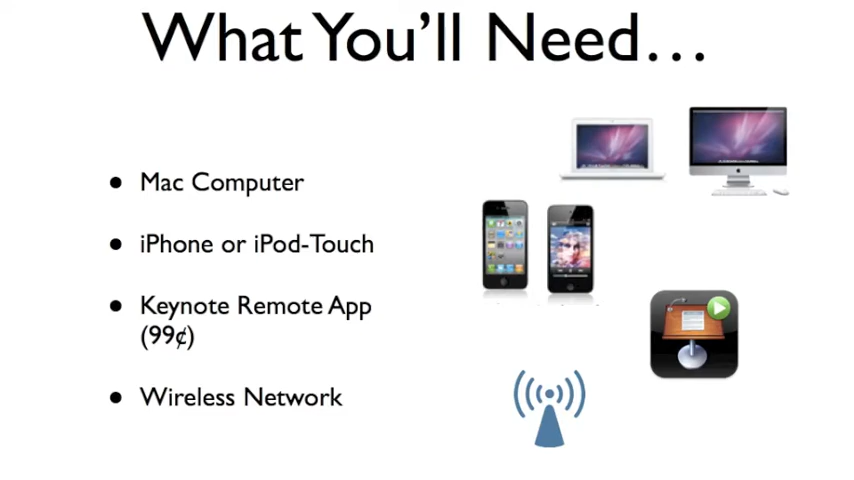 What You'll Need…
• Mac Computer
• iPhone or iPod-Touch
• Keynote Remote App
(99¢)
• Wireless Network